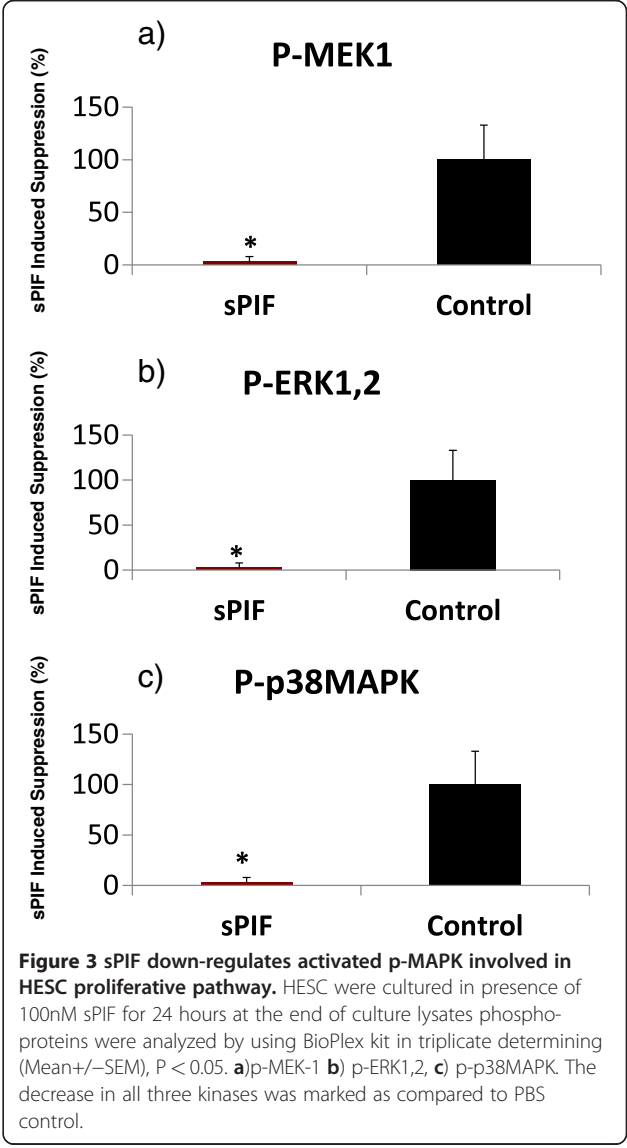 a)
P-MEK1
sPIF Induced Suppression (%)
150
100
50
0
*
sPIF Control
b)
P-ERK1,2
sPIF Induced Suppression (%)
150
100
50
0
*
sPIF Control
c)
P-p38MAPK
sPIF Induced Suppression (%)
150
100
50
0
*
sPIF Control
Figure 3 sPIF down-regulates activated p-MAPK involved in
HESC proliferative pathway. HESC were cultured in presence of
100nM sPIF for 24 hours at the end of culture lysates phospho-
proteins were analyzed by using BioPlex kit in triplicate determining
(Mean+/−SEM), P < 0.05. a)p-MEK-1 b) p-ERK1,2, c) p-p38MAPK. The
decrease in all three kinases was marked as compared to PBS
control.